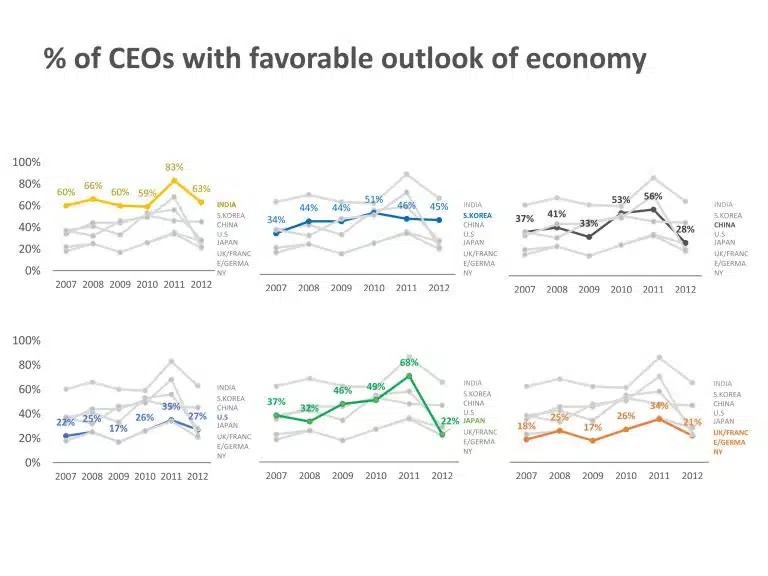 % of CEOs with favorable outlook of economy
100%
80%
60%
40%
20%
0%
60%
66%
60%
59%
83%
63%
2007 2008 2009 2010 2011 2012
INDIA
S.KOREA
CHINA
U.S
JAPAN
UK/FRANC
E/GERMA
NY
34%
44%
44%
51%
46%
45%
2007 2008 2009 2010 2011 2012
INDIA
S.KOREA
CHINA
U.S
JAPAN
UK/FRANC
E/GERMA
NY
37%
41%
33%
53%
56%
28%
2007 2008 2009 2010 2011 2012
INDIA
S.KOREA
CHINA
U.S
JAPAN
UK/FRANC
E/GERMA
NY
100%
80%
60%
40%
20%
0%
22%
25%
17%
26%
35%
27%
2007 2008 2009 2010 2011 2012
INDIA
S.KOREA
CHINA
U.S
JAPAN
UK/FRANC
E/GERMA
NY
37%
32%
46%
49%
68%
22%
2007 2008 2009 2010 2011 2012
INDIA
S.KOREA
CHINA
U.S
JAPAN
UK/FRANC
E/GERMA
NY
18%
25%
17%
26%
34%
21%
2007 2008 2009 2010 2011 2012
INDIA
S.KOREA
CHINA
U.S
JAPAN
UK/FRANC
E/GERMA
NY